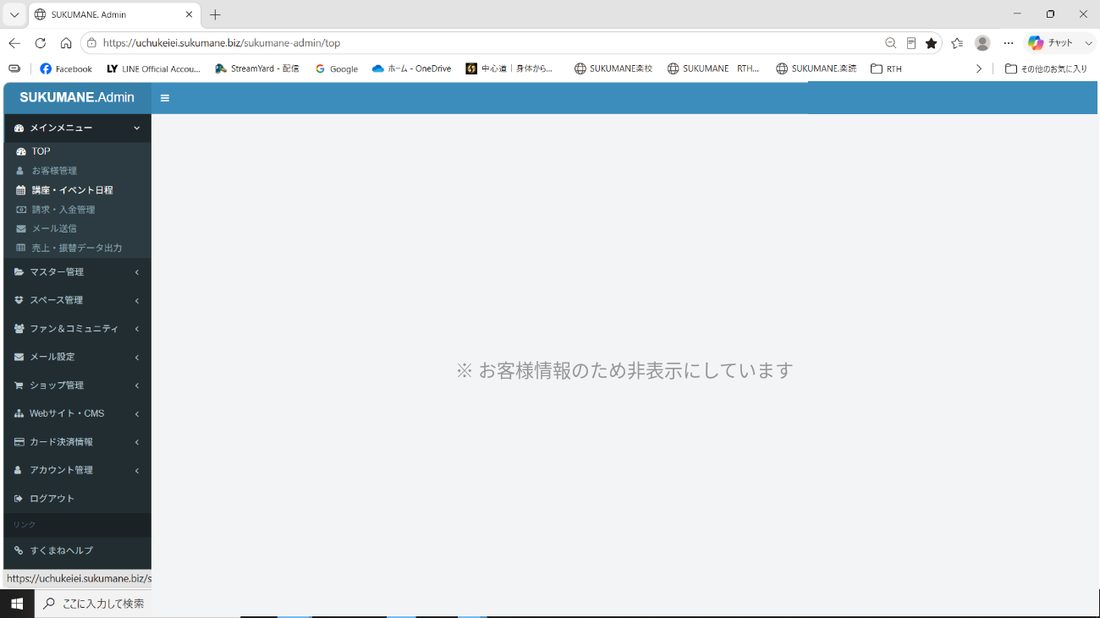 SUKUMANE. Admin
https://uchukeiei.sukumane.biz/sukumane-admin/top
チャット
Facebook
LINE Official Accou...
StreamYard - 配信
Google
ホーム - OneDrive
中心道｜身体から...
SUKUMANE楽校
SUKUMANE RTH...
SUKUMANE.楽読
RTH
その他のお気に入り
SUKUMANE.Admin
メインメニュー
TOP
お客様管理
講座・イベント日程
請求・入金管理
メール送信
売上・振替データ出力
マスター管理
スペース管理
ファン＆コミュニティ
メール設定
ショップ管理
Webサイト・CMS
カード決済情報
アカウント管理
ログアウト
リンク
すくまねヘルプ
※ お客様情報のため非表示にしています
https://uchukeiei.sukumane.biz/s
ここに入力して検索